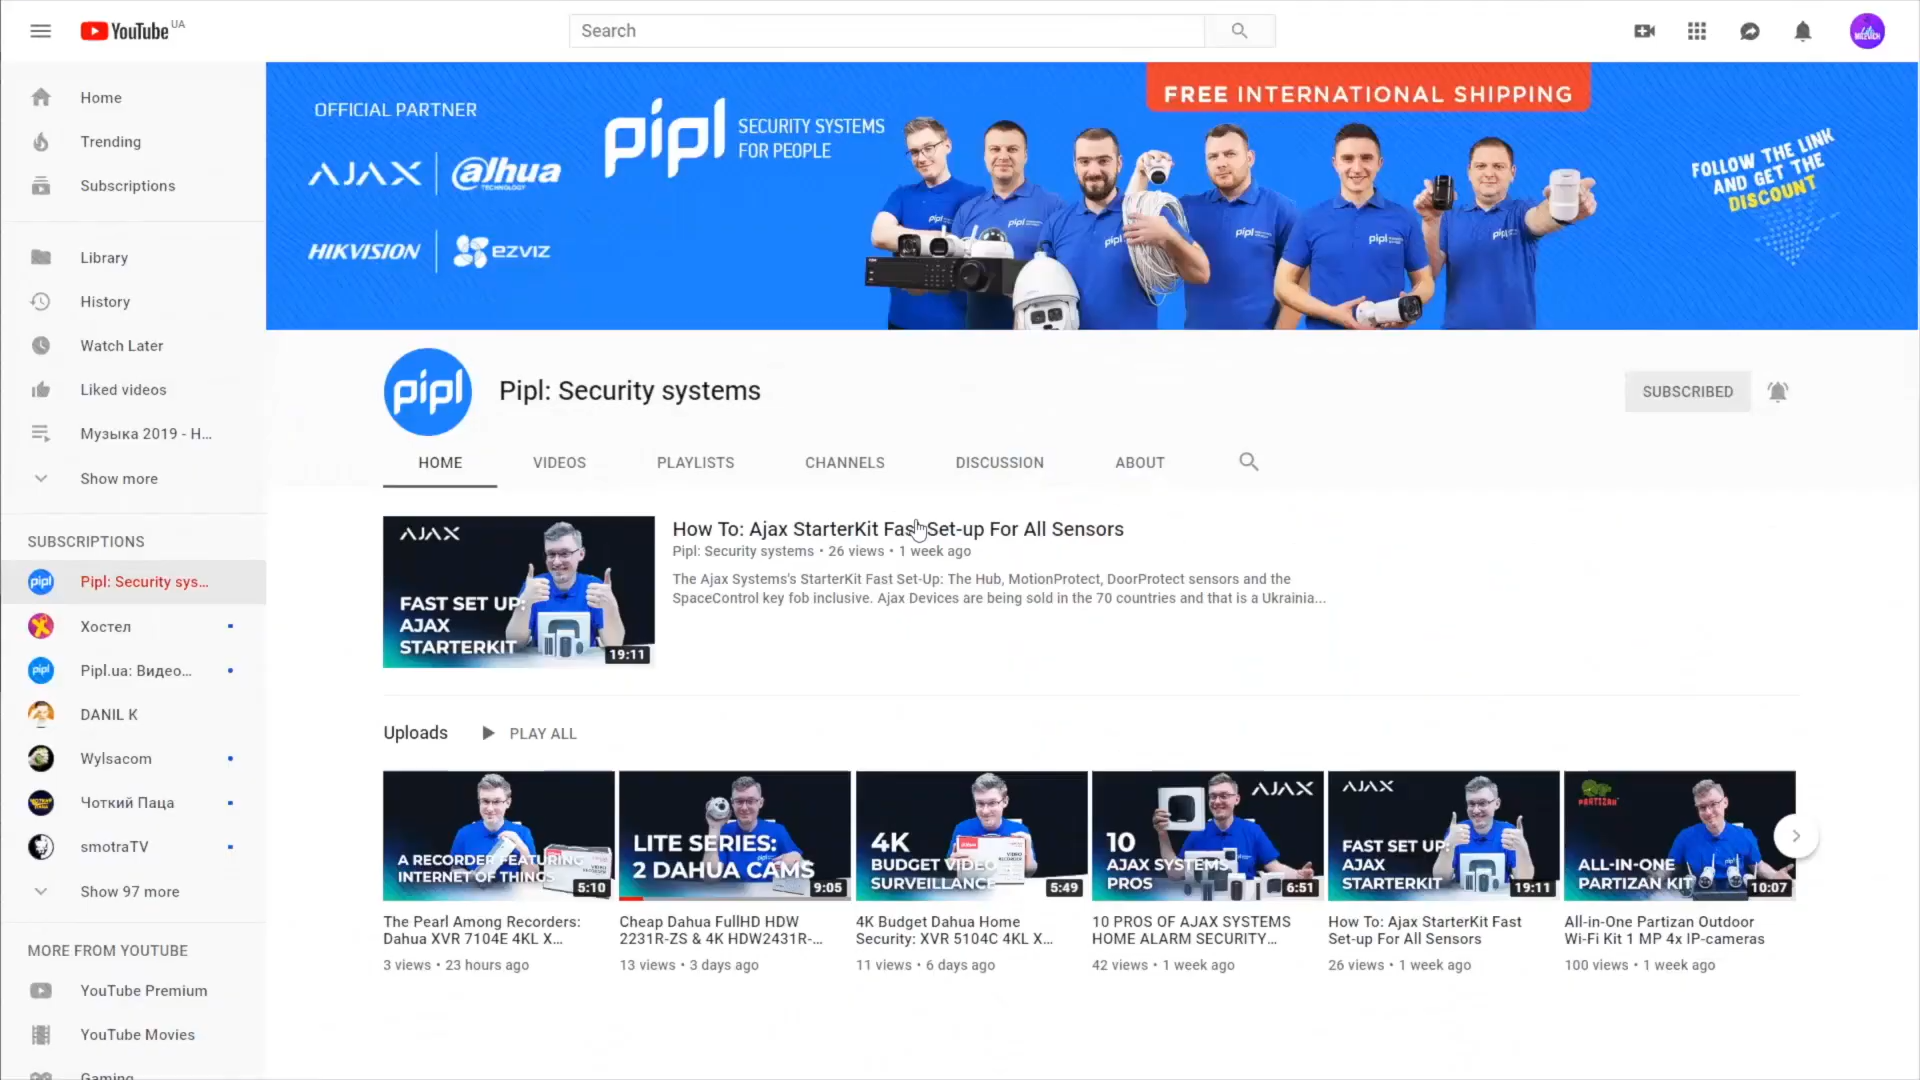 YouTube UA
Search
Home
Trending
Subscriptions
Library
History
Watch Later
Liked videos
Музыка 2019 - Н...
Show more
SUBSCRIPTIONS
Pipl: Security sys...
Хостел
Pipl.ua: Видео...
DANIL K
Wylsacom
Чоткий Паца
smotraTV
Show 97 more
MORE FROM YOUTUBE
YouTube Premium
YouTube Movies
Gaming
OFFICIAL PARTNER
AJAX
alhua
TECHNOLOGY
HIKVISION
ezviz
pipl
SECURITY SYSTEMS
FOR PEOPLE
FREE INTERNATIONAL SHIPPING
FOLLOW THE LINK
AND GET THE
DISCOUNT
pipl
pipl
pipl
pipl
pipl
pipl
pipl
Pipl: Security systems
SUBSCRIBED
HOME
VIDEOS
PLAYLISTS
CHANNELS
DISCUSSION
ABOUT
AJAX
FAST SET UP:
AJAX
STARTERKIT
19:11
How To: Ajax StarterKit Fast Set-up For All Sensors
Pipl: Security systems • 26 views • 1 week ago
The Ajax Systems's StarterKit Fast Set-Up: The Hub, MotionProtect, DoorProtect sensors and the
SpaceControl key fob inclusive. Ajax Devices are being sold in the 70 countries and that is a Ukrainia...
Uploads
PLAY ALL
A RECORDER FEATURING
INTERNET OF THINGS
5:10
The Pearl Among Recorders:
Dahua XVR 7104E 4KL X...
3 views • 23 hours ago
LITE SERIES:
2 DAHUA CAMS
9:05
Cheap Dahua FullHD HDW
2231R-ZS & 4K HDW2431R-...
13 views • 3 days ago
4K
BUDGET VIDEO
SURVEILLANCE
5:49
4K Budget Dahua Home
Security: XVR 5104C 4KL X...
11 views • 6 days ago
AJAX
10
AJAX SYSTEMS
PROS
6:51
10 PROS OF AJAX SYSTEMS
HOME ALARM SECURITY...
42 views • 1 week ago
AJAX
FAST SET UP:
AJAX
STARTERKIT
19:11
How To: Ajax StarterKit Fast
Set-up For All Sensors
26 views • 1 week ago
PARTIZAN
ALL-IN-ONE
PARTIZAN KIT
10:07
All-in-One Partizan Outdoor
Wi-Fi Kit 1 MP 4x IP-cameras
100 views • 1 week ago